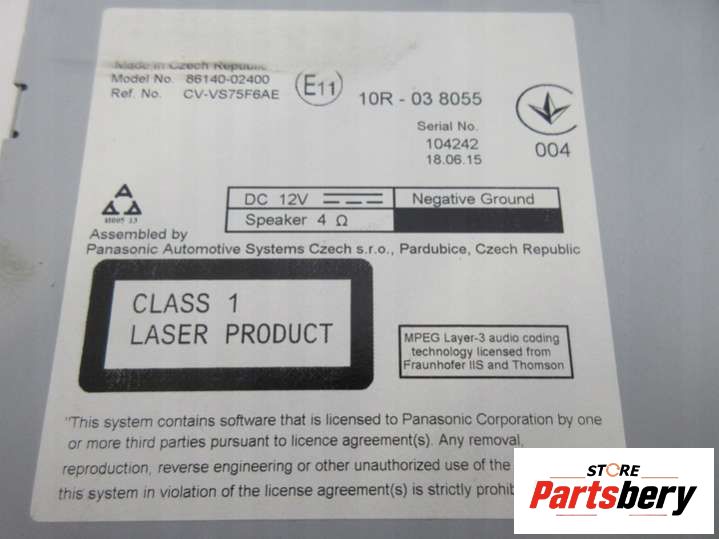 Made in Czech Republic
Model No. 86140-02400
Ref. No. CV-VS75F6AE
E11
10R - 03 8055
Serial No.
104242
18.06.15
004
DC 12V
Negative Ground
Speaker 4 Ω
Assembled by
Panasonic Automotive Systems Czech s.r.o., Pardubice, Czech Republic
CLASS 1
LASER PRODUCT
MPEG Layer-3 audio coding
technology licensed from
Fraunhofer IIS and Thomson
"This system contains software that is licensed to Panasonic Corporation by one
or more third parties pursuant to licence agreement(s). Any removal,
reproduction, reverse engineering or other unauthorized use of the
this system in violation of the license agreement(s) is strictly
STORE
Partsbery